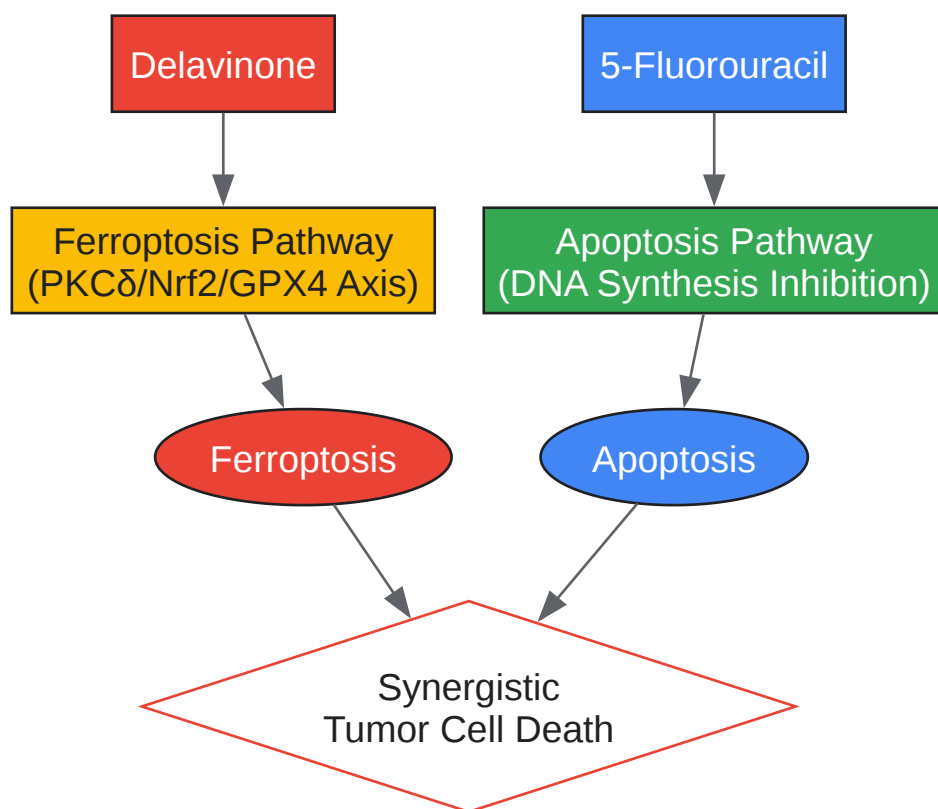 Delavinone
5-Fluorouracil
Ferroptosis Pathway
(PKCδ/Nrf2/GPX4 Axis)
Apoptosis Pathway
(DNA Synthesis Inhibition)
Ferroptosis
Apoptosis
Synergistic
Tumor Cell Death